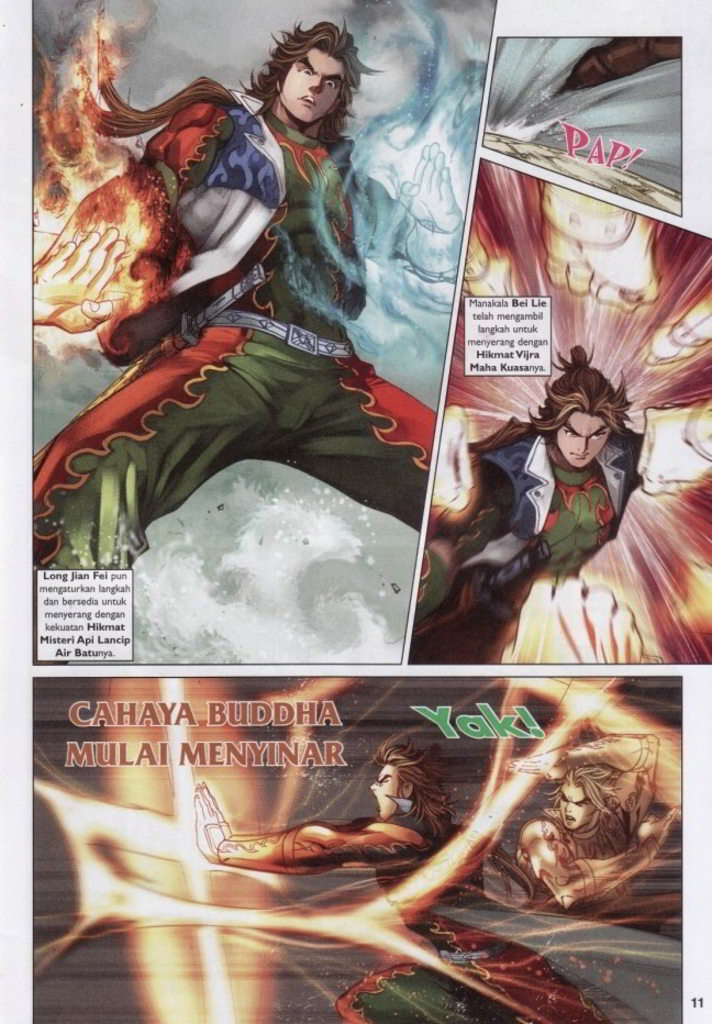 PAP!
Long Jian Fei pun
mengaturkan langkah
dan bersedia untuk
menyerang dengan
kekuatan Hikmat
Misteri Api Lancip
Air Batunya.
Manakala Bei Lie
telah mengambil
langkah untuk
menyerang dengan
Hikmat Vijra
Maha Kuasanya.
CAHAYA BUDDHA
MULAI MENYINAR
Yak!
11